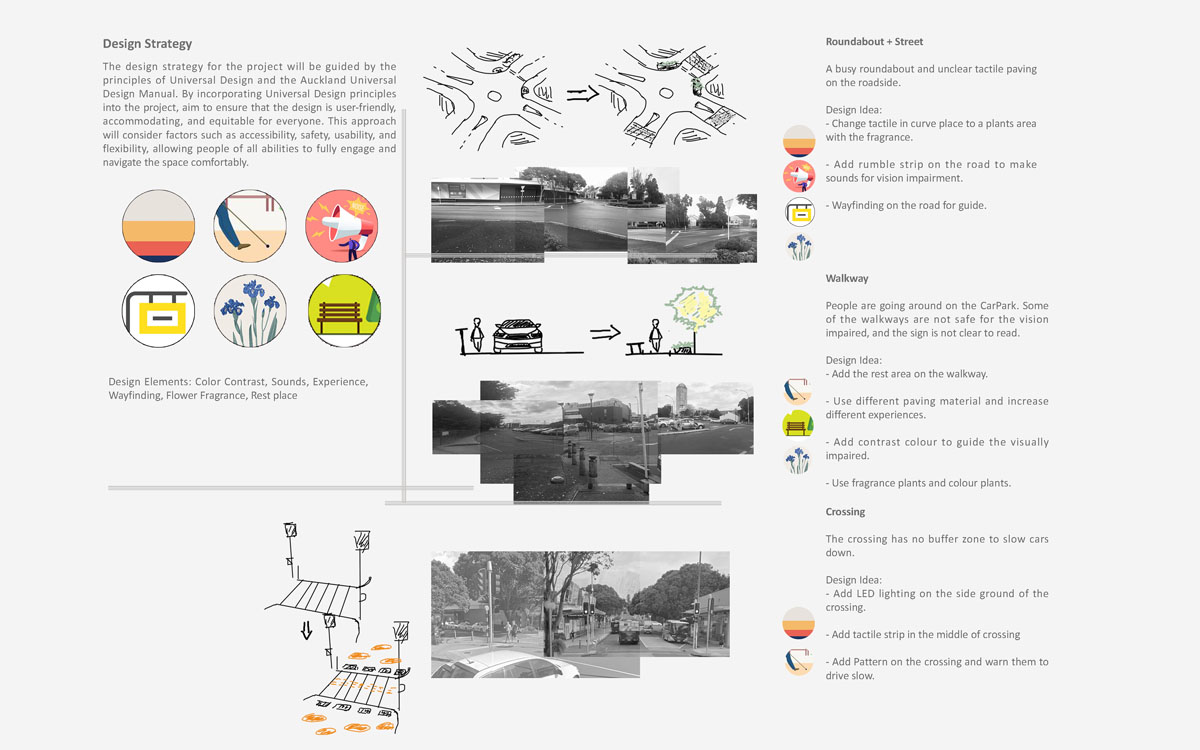 Design Strategy
The design strategy for the project will be guided by the
principles of Universal Design and the Auckland Universal
Design Manual. By incorporating Universal Design principles
into the project, aim to ensure that the design is user-friendly,
accommodating, and equitable for everyone. This approach
will consider factors such as accessibility, safety, usability, and
flexibility, allowing people of all abilities to fully engage and
navigate the space comfortably.
Design Elements: Color Contrast, Sounds, Experience,
Wayfinding, Flower Fragrance, Rest place
Roundabout + Street
A busy roundabout and unclear tactile paving
on the roadside.
Design Idea:
- Change tactile in curve place to a plants area
with the fragrance.
- Add rumble strip on the road to make
sounds for vision impairment.
- Wayfinding on the road for guide.
Walkway
People are going around on the CarPark. Some
of the walkways are not safe for the vision
impaired, and the sign is not clear to read.
Design Idea:
- Add the rest area on the walkway.
- Use different paving material and increase
different experiences.
- Add contrast colour to guide the visually
impaired.
- Use fragrance plants and colour plants.
Crossing
The crossing has no buffer zone to slow cars
down.
Design Idea:
- Add LED lighting on the side ground of the
crossing.
- Add tactile strip in the middle of crossing
- Add Pattern on the crossing and warn them to
drive slow.